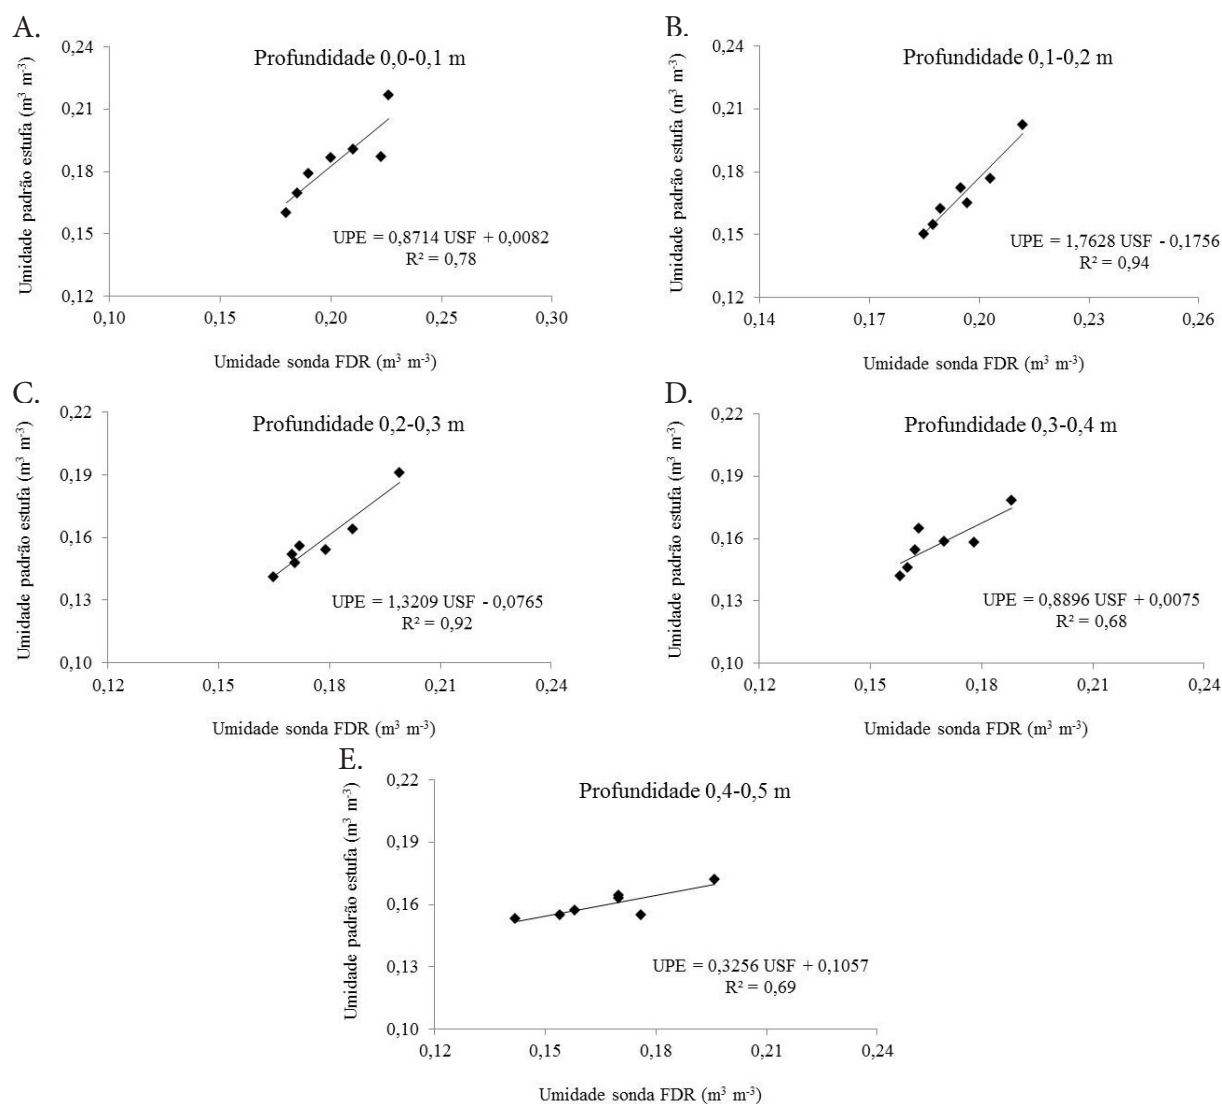 A.
Profundidade 0,0-0,1 m
Umidade padrão estufa (m³ m⁻³)
0,24
0,21
0,18
0,15
0,12
UPE = 0,8714 USF + 0,0082
R² = 0,78
0,10 0,15 0,20 0,25 0,30
Umidade sonda FDR (m³ m⁻³)
B.
Profundidade 0,1-0,2 m
Umidade padrão estufa (m³ m⁻³)
0,24
0,21
0,18
0,15
0,12
UPE = 1,7628 USF - 0,1756
R² = 0,94
0,14 0,17 0,20 0,23 0,26
Umidade sonda FDR (m³ m⁻³)
C.
Profundidade 0,2-0,3 m
Umidade padrão estufa (m³ m⁻³)
0,22
0,19
0,16
0,13
0,10
UPE = 1,3209 USF - 0,0765
R² = 0,92
0,12 0,15 0,18 0,21 0,24
Umidade sonda FDR (m³ m⁻³)
D.
Profundidade 0,3-0,4 m
Umidade padrão estufa (m³ m⁻³)
0,22
0,19
0,16
0,13
0,10
UPE = 0,8896 USF + 0,0075
R² = 0,68
0,12 0,15 0,18 0,21 0,24
Umidade sonda FDR (m³ m⁻³)
E.
Profundidade 0,4-0,5 m
Umidade padrão estufa (m³ m⁻³)
0,22
0,19
0,16
0,13
0,10
UPE = 0,3256 USF + 0,1057
R² = 0,69
0,12 0,15 0,18 0,21 0,24
Umidade sonda FDR (m³ m⁻³)